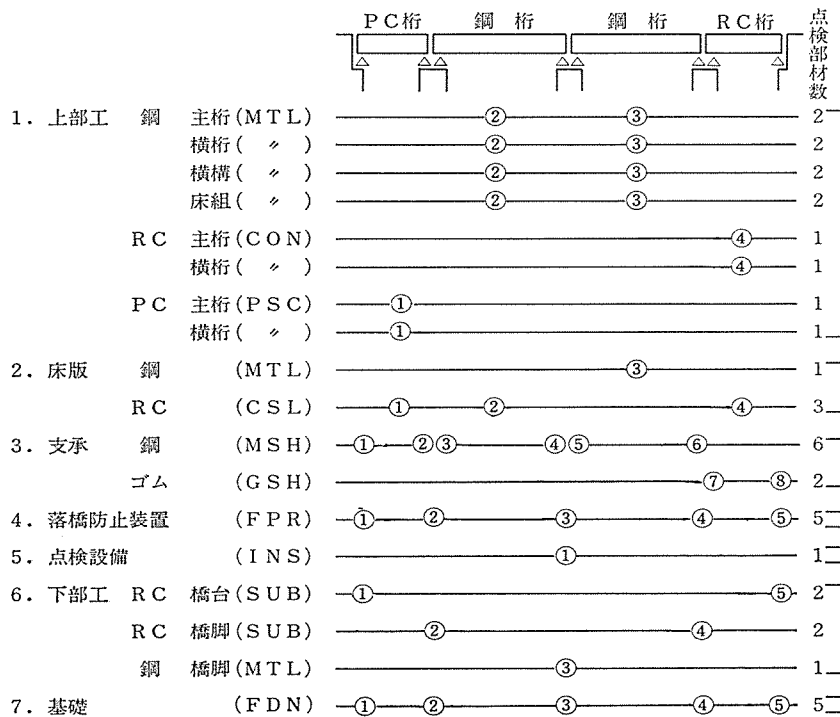 PC桁 鋼 桁 鋼 桁 RC桁 点検部材数
1. 上部工 鋼 主桁(MTL) ② ③ 2
横桁( 〃 ) ② ③ 2
横構( 〃 ) ② ③ 2
床組( 〃 ) ② ③ 2
RC 主桁(CON) ④ 1
横桁( 〃 ) ④ 1
PC 主桁(PSC) ① 1
横桁( 〃 ) ① 1
2. 床版 鋼 (MTL) ③ 1
RC (CSL) ① ② ④ 3
3. 支承 鋼 (MSH) ① ② ③ ④ ⑤ ⑥ 6
ゴム (GSH) ⑦ ⑧ 2
4. 落橋防止装置 (FPR) ① ② ③ ④ ⑤ 5
5. 点検設備 (INS) ① 1
6. 下部工 RC 橋台(SUB) ① ⑤ 2
RC 橋脚(SUB) ② ④ 2
鋼 橋脚(MTL) ③ 1
7. 基礎 (FDN) ① ② ③ ④ ⑤ 5